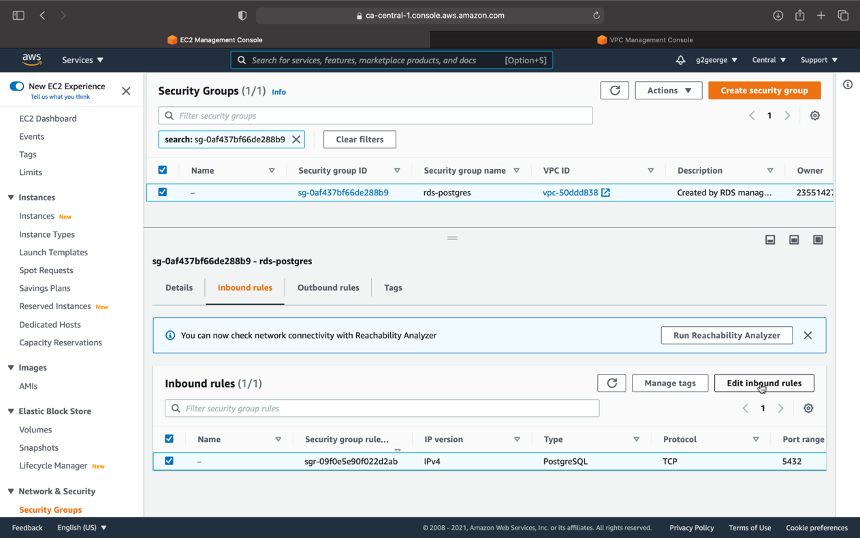 ca-central-1.console.aws.amazon.com
EC2 Management Console
VPC Management Console
aws
Services
Search for services, features, marketplace products, and docs
[Option+S]
g2george
Central
Support
New EC2 Experience
Tell us what you think
EC2 Dashboard
Events
Tags
Limits
Instances
Instances New
Instance Types
Launch Templates
Spot Requests
Savings Plans
Reserved Instances New
Dedicated Hosts
Capacity Reservations
Images
AMIs
Elastic Block Store
Volumes
Snapshots
Lifecycle Manager New
Network & Security
Security Groups
Security Groups (1/1) Info
Actions
Create security group
Filter security groups
1
search: sg-0af437bf66de288b9
Clear filters
Name
Security group ID
Security group name
VPC ID
Description
Owner
–
sg-0af437bf66de288b9
rds-postgres
vpc-50ddd838
Created by RDS manag...
23551427
sg-0af437bf66de288b9 - rds-postgres
Details
Inbound rules
Outbound rules
Tags
You can now check network connectivity with Reachability Analyzer
Run Reachability Analyzer
Inbound rules (1/1)
Manage tags
Edit inbound rules
Filter security group rules
1
Name
Security group rule...
IP version
Type
Protocol
Port range
–
sgr-09f0e5e90f022d2ab
IPv4
PostgreSQL
TCP
5432
Feedback
English (US)
© 2008 - 2021, Amazon Web Services, Inc. or its affiliates. All rights reserved.
Privacy Policy
Terms of Use
Cookie preferences